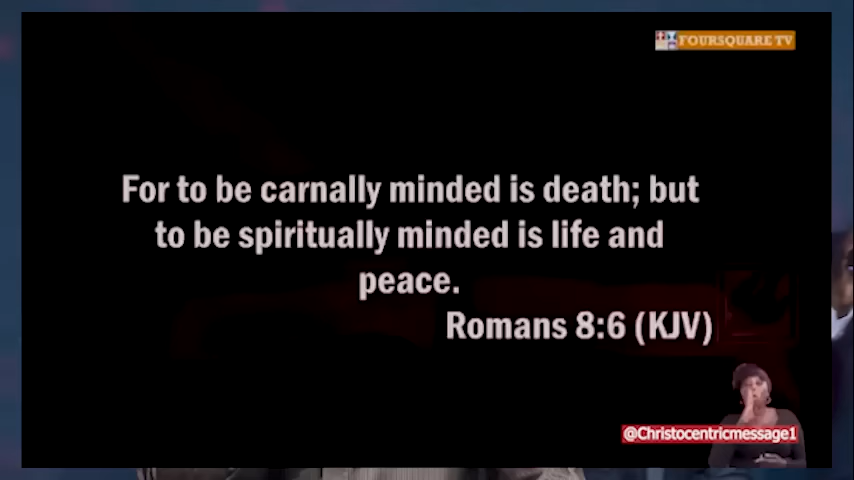 FOURSQUARE TV
For to be carnally minded is death; but
to be spiritually minded is life and
peace.
Romans 8:6 (KJV)
@Christocentricmessage1